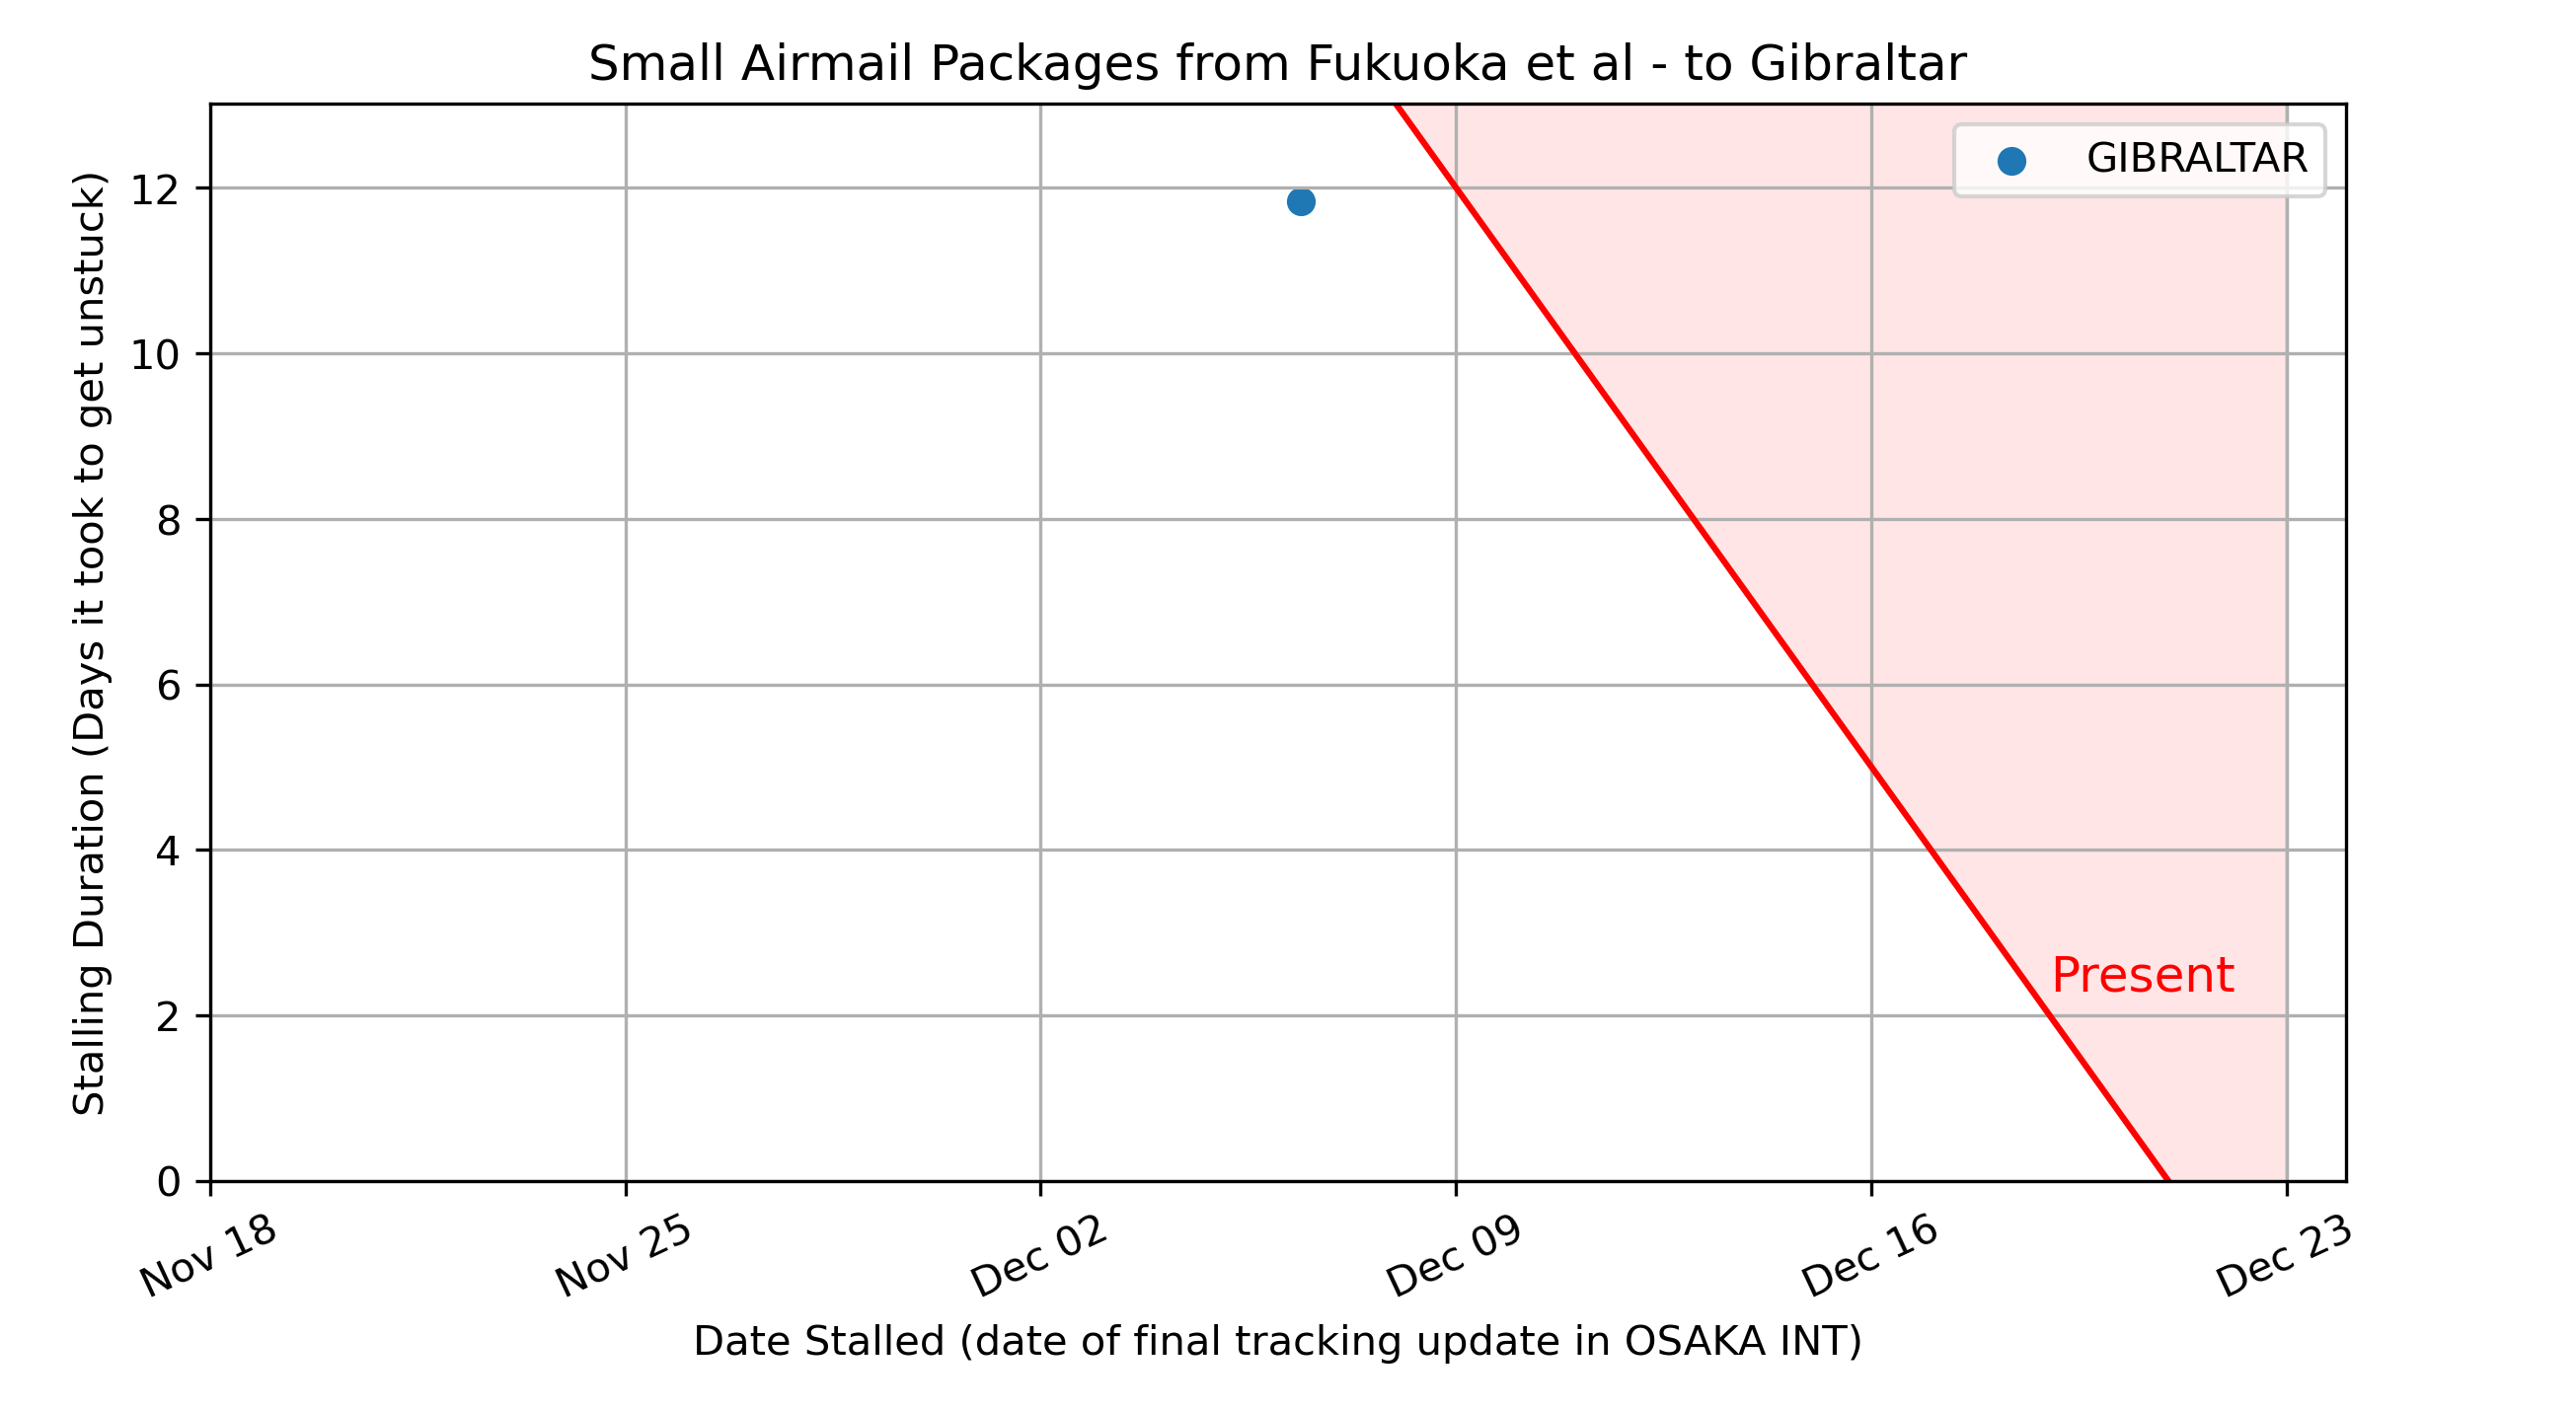 Small Airmail Packages from Fukuoka et al - to Gibraltar
GIBRALTAR
Stalling Duration (Days it took to get unstuck)
12
10
8
6
4
2
0
Present
Nov 18
Nov 25
Dec 02
Dec 09
Dec 16
Dec 23
Date Stalled (date of final tracking update in OSAKA INT)